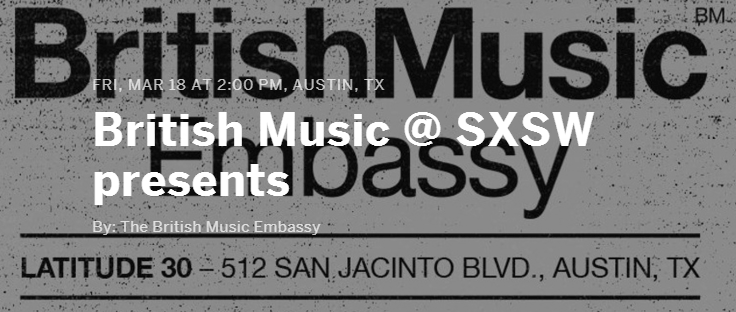 BritishMusic
BM
FRI, MAR 18 AT 2:00 PM, AUSTIN, TX
British Music @ SXSW
Embassy
presents
By: The British Music Embassy
LATITUDE 30 – 512 SAN JACINTO BLVD., AUSTIN, TX